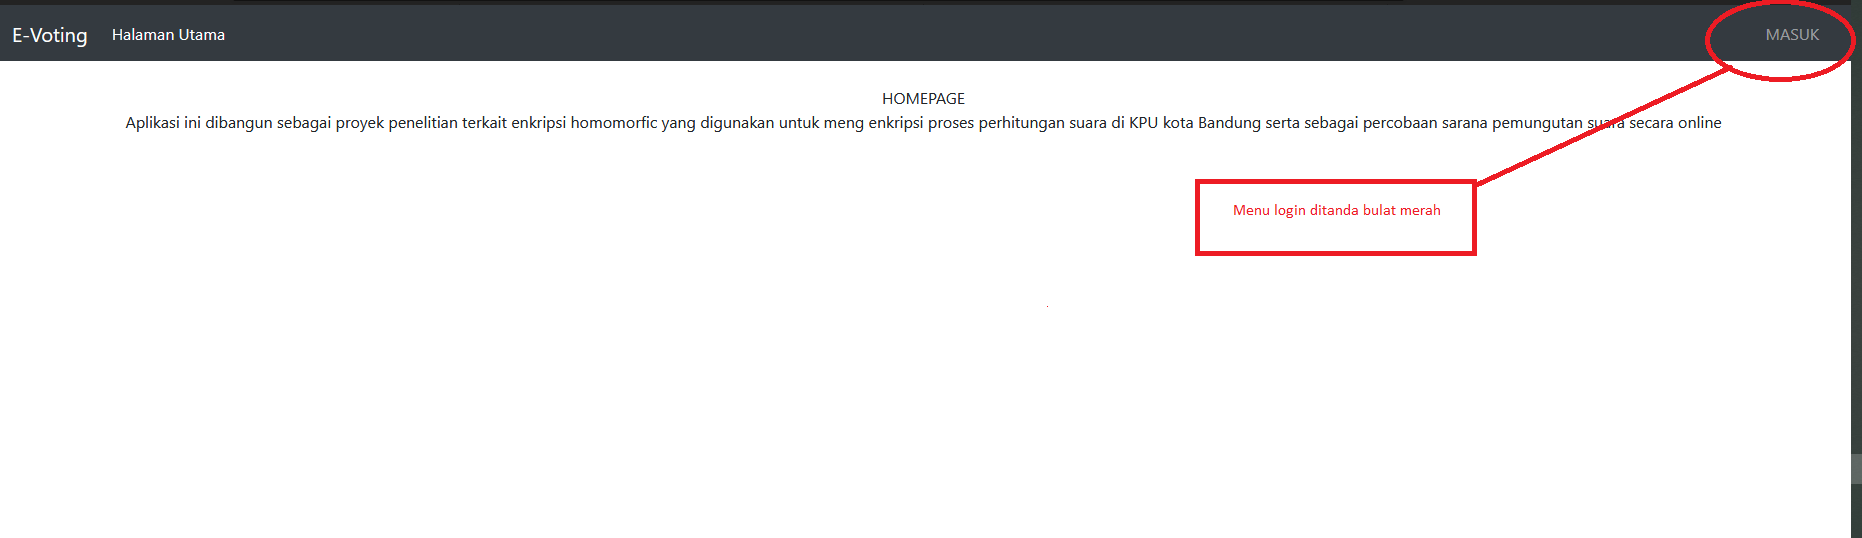 E-Voting Halaman Utama MASUK
HOMEPAGE
Aplikasi ini dibangun sebagai proyek penelitian terkait enkripsi homomorfic yang digunakan untuk meng enkripsi proses perhitungan suara di KPU kota Bandung serta sebagai percobaan sarana pemungutan suara secara online
Menu login ditanda bulat merah